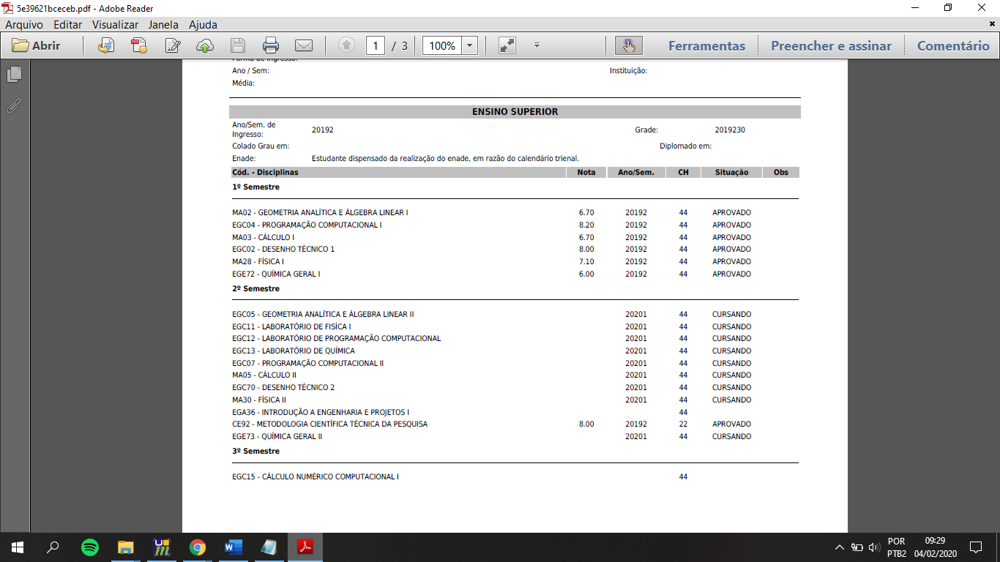 5e39621bceceb.pdf - Adobe Reader
Arquivo Editar Visualizar Janela Ajuda
Abrir 1 / 3 100% Ferramentas Preencher e assinar Comentário
Forma de Ingresso:
Ano / Sem: Instituição:
Média:
ENSINO SUPERIOR
Ano/Sem. de
Ingresso: 20192 Grade: 2019230
Colado Grau em: Diplomado em:
Enade: Estudante dispensado da realização do enade, em razão do calendário trienal.
Cód. - Disciplinas Nota Ano/Sem. CH Situação Obs
1º Semestre
MA02 - GEOMETRIA ANALÍTICA E ÁLGEBRA LINEAR I 6.70 20192 44 APROVADO
EGC04 - PROGRAMAÇÃO COMPUTACIONAL I 8.20 20192 44 APROVADO
MA03 - CÁLCULO I 6.70 20192 44 APROVADO
EGC02 - DESENHO TÉCNICO 1 8.00 20192 44 APROVADO
MA28 - FÍSICA I 7.10 20192 44 APROVADO
EGE72 - QUÍMICA GERAL I 6.00 20192 44 APROVADO
2º Semestre
EGC05 - GEOMETRIA ANALÍTICA E ÁLGEBRA LINEAR II 20201 44 CURSANDO
EGC11 - LABORATÓRIO DE FISÍCA I 20201 44 CURSANDO
EGC12 - LABORATÓRIO DE PROGRAMAÇÃO COMPUTACIONAL 20201 44 CURSANDO
EGC13 - LABORATÓRIO DE QUÍMICA 20201 44 CURSANDO
EGC07 - PROGRAMAÇÃO COMPUTACIONAL II 20201 44 CURSANDO
MA05 - CÁLCULO II 20201 44 CURSANDO
EGC70 - DESENHO TÉCNICO 2 20201 44 CURSANDO
MA30 - FÍSICA II 20201 44 CURSANDO
EGA36 - INTRODUÇÃO A ENGENHARIA E PROJETOS I 44
CE92 - METODOLOGIA CIENTÍFICA TÉCNICA DA PESQUISA 8.00 20192 22 APROVADO
EGE73 - QUÍMICA GERAL II 20201 44 CURSANDO
3º Semestre
EGC15 - CÁLCULO NUMÉRICO COMPUTACIONAL I 44
POR 09:29
PTB2 04/02/2020